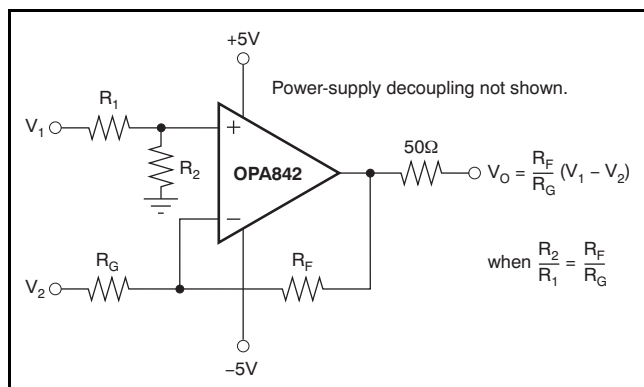 +5V
Power-supply decoupling not shown.
R1
V1
+
R2
OPA842
50Ω
VO = RF/RG (V1 – V2)
–
RG
RF
V2
when R2/R1 = RF/RG
–5V